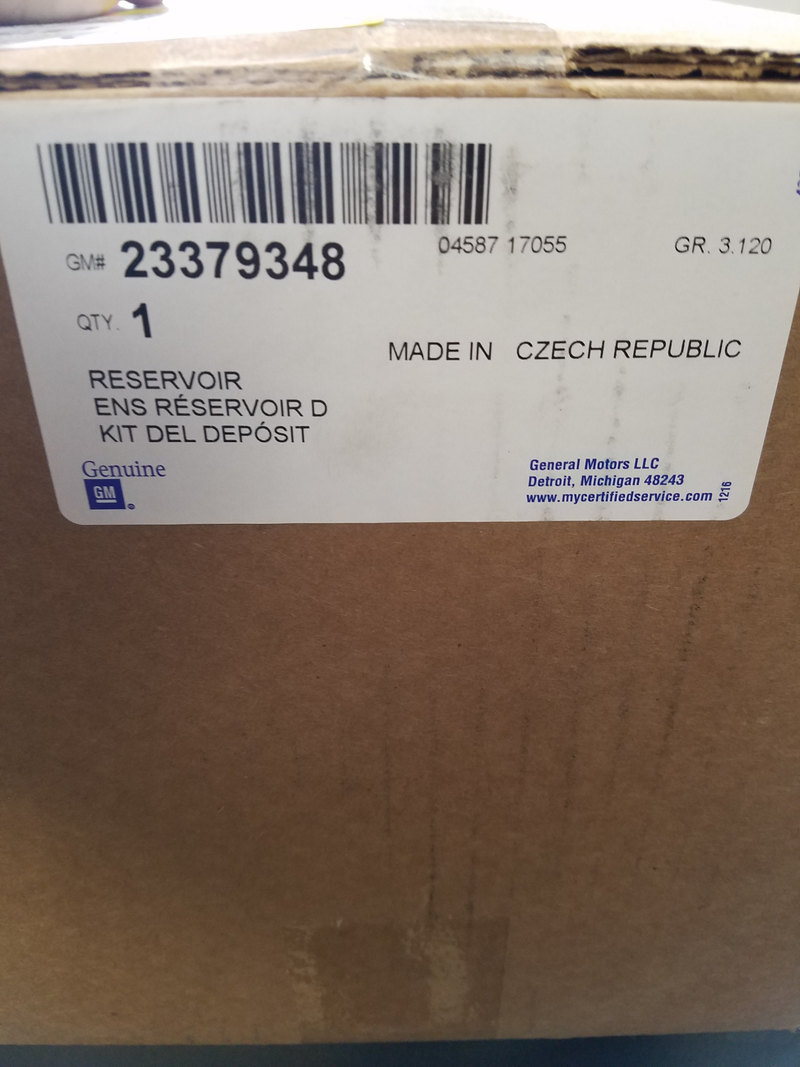 GM# 23379348 04587 17055 GR. 3.120
QTY. 1
MADE IN CZECH REPUBLIC
RESERVOIR
ENS RÉSERVOIR D
KIT DEL DEPÓSIT
Genuine
GM
General Motors LLC
Detroit, Michigan 48243
www.mycertifiedservice.com
1216